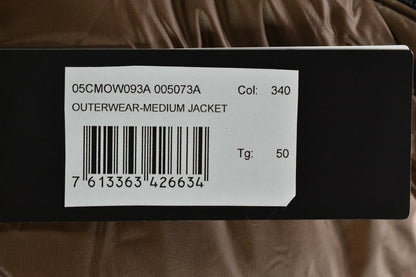 05CMOW093A 005073A Col: 340
OUTERWEAR-MEDIUM JACKET
Tg: 50
7 613363 426634